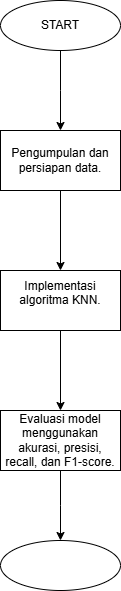 START
Pengumpulan dan
persiapan data.
Implementasi
algoritma KNN.
Evaluasi model
menggunakan
akurasi, presisi,
recall, dan F1-score.